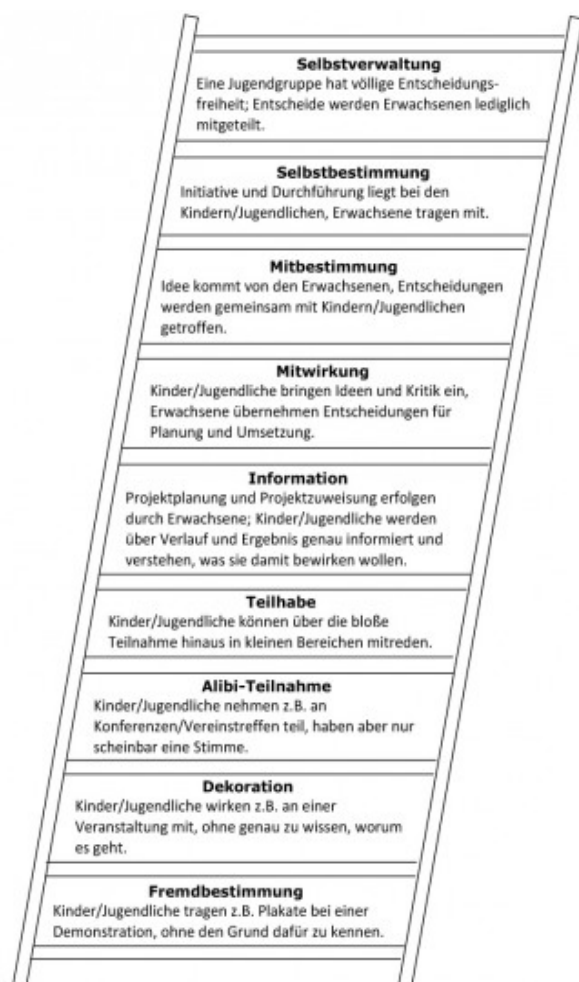 Selbstverwaltung
Eine Jugendgruppe hat völlige Entscheidungs-
freiheit; Entscheide werden Erwachsenen lediglich
mitgeteilt.
Selbstbestimmung
Initiative und Durchführung liegt bei den
Kindern/Jugendlichen, Erwachsene tragen mit.
Mitbestimmung
Idee kommt von den Erwachsenen, Entscheidungen
werden gemeinsam mit Kindern/Jugendlichen
getroffen.
Mitwirkung
Kinder/Jugendliche bringen Ideen und Kritik ein,
Erwachsene übernehmen Entscheidungen für
Planung und Umsetzung.
Information
Projektplanung und Projektzuweisung erfolgen
durch Erwachsene; Kinder/Jugendliche werden
über Verlauf und Ergebnis genau informiert und
verstehen, was sie damit bewirken wollen.
Teilhabe
Kinder/Jugendliche können über die bloße
Teilnahme hinaus in kleinen Bereichen mitreden.
Alibi-Teilnahme
Kinder/Jugendliche nehmen z.B. an
Konferenzen/Vereinstreffen teil, haben aber nur
scheinbar eine Stimme.
Dekoration
Kinder/Jugendliche wirken z.B. an einer
Veranstaltung mit, ohne genau zu wissen, worum
es geht.
Fremdbestimmung
Kinder/Jugendliche tragen z.B. Plakate bei einer
Demonstration, ohne den Grund dafür zu kennen.